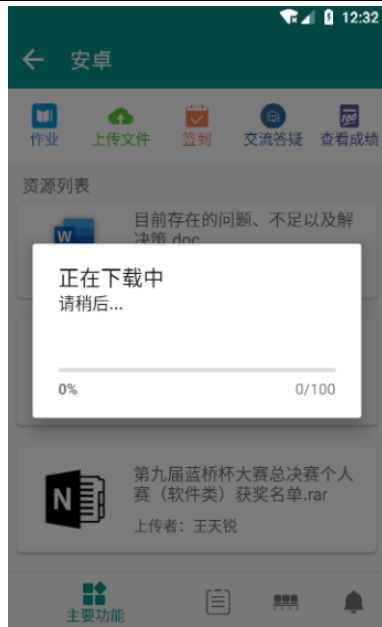 12:32
安卓
作业 上传文件 签到 交流答疑 查看成绩
资源列表
目前存在的问题、不足以及解
决策.doc
W
正在下载中
请稍后...
0% 0/100
第九届蓝桥杯大赛总决赛个人
赛（软件类）获奖名单.rar
N
上传者：王天锐
主要功能